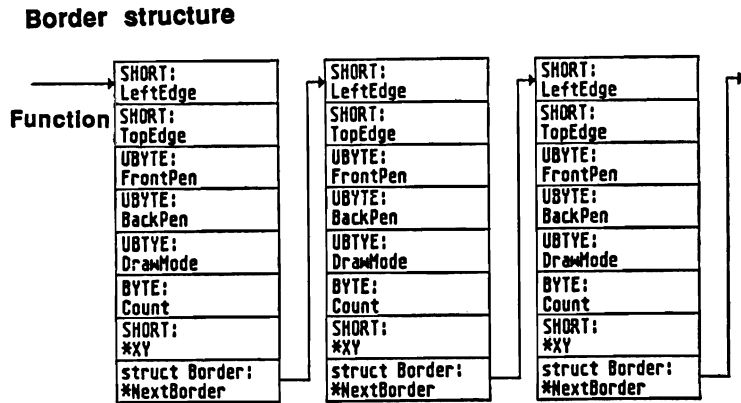 Border structure
Function
SHORT:
LeftEdge
SHORT:
TopEdge
UBYTE:
FrontPen
UBYTE:
BackPen
UBTYE:
DrawMode
BYTE:
Count
SHORT:
*XY
struct Border:
*NextBorder
SHORT:
LeftEdge
SHORT:
TopEdge
UBYTE:
FrontPen
UBYTE:
BackPen
UBTYE:
DrawMode
BYTE:
Count
SHORT:
*XY
struct Border:
*NextBorder
SHORT:
LeftEdge
SHORT:
TopEdge
UBYTE:
FrontPen
UBYTE:
BackPen
UBTYE:
DrawMode
BYTE:
Count
SHORT:
*XY
struct Border:
*NextBorder